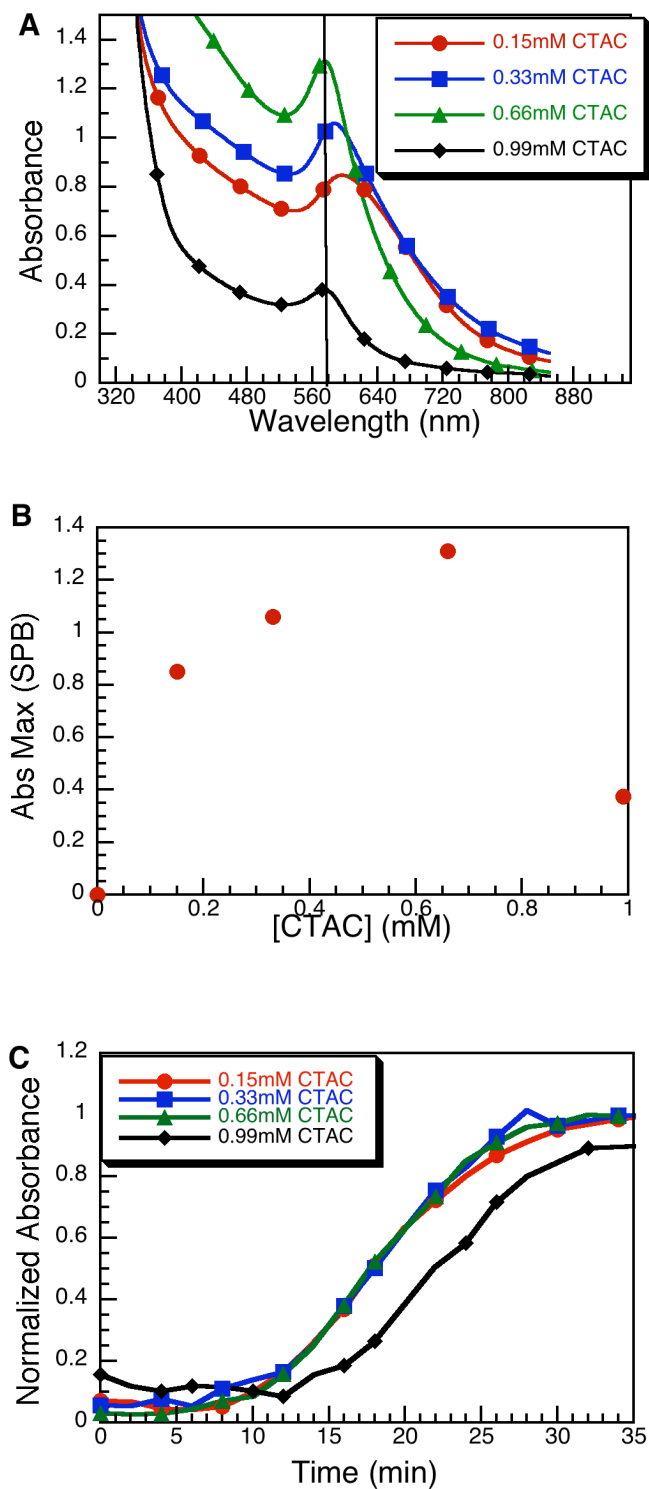 A
1.4
1.2
1
0.8
0.6
0.4
0.2
0
Absorbance
0.15mM CTAC
0.33mM CTAC
0.66mM CTAC
0.99mM CTAC
320 400 480 560 640 720 800 880
Wavelength (nm)
B
1.4
1.2
1
0.8
0.6
0.4
0.2
0
Abs Max (SPB)
0 0.2 0.4 0.6 0.8 1
[CTAC] (mM)
C
1.2
1
0.8
0.6
0.4
0.2
0
Normalized Absorbance
0.15mM CTAC
0.33mM CTAC
0.66mM CTAC
0.99mM CTAC
0 5 10 15 20 25 30 35
Time (min)